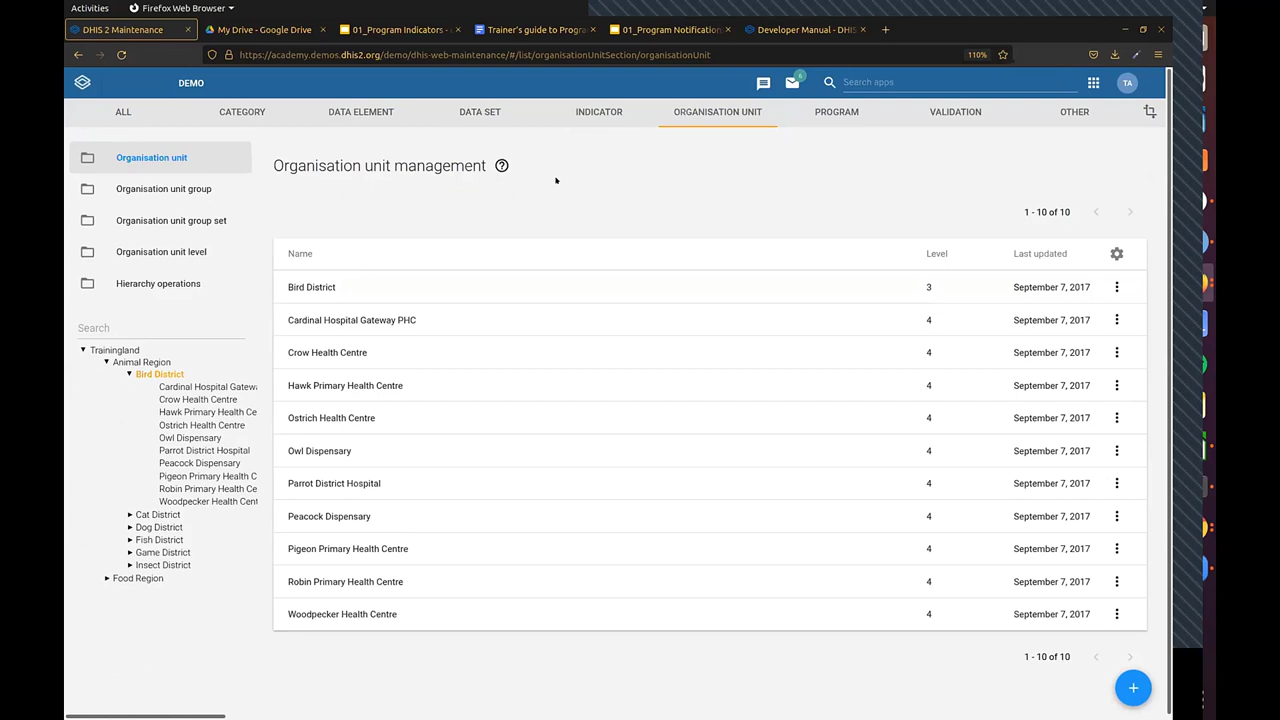 Activities
Firefox Web Browser
DHIS 2 Maintenance
My Drive - Google Drive
01_Program Indicators -
Trainer's guide to Progra
01_Program Notification
Developer Manual - DHIS
https://academy.demos.dhis2.org/demo/dhis-web-maintenance/#/list/organisationUnitSection/organisationUnit
110%
DEMO
6
Search apps
TA
ALL
CATEGORY
DATA ELEMENT
DATA SET
INDICATOR
ORGANISATION UNIT
PROGRAM
VALIDATION
OTHER
Organisation unit
Organisation unit group
Organisation unit group set
Organisation unit level
Hierarchy operations
Search
Trainingland
Animal Region
Bird District
Cardinal Hospital Gatew
Crow Health Centre
Hawk Primary Health Ce
Ostrich Health Centre
Owl Dispensary
Parrot District Hospital
Peacock Dispensary
Pigeon Primary Health C
Robin Primary Health Ce
Woodpecker Health Cent
Cat District
Dog District
Fish District
Game District
Insect District
Food Region
Organisation unit management
1 - 10 of 10
Name Level Last updated
Bird District 3 September 7, 2017
Cardinal Hospital Gateway PHC 4 September 7, 2017
Crow Health Centre 4 September 7, 2017
Hawk Primary Health Centre 4 September 7, 2017
Ostrich Health Centre 4 September 7, 2017
Owl Dispensary 4 September 7, 2017
Parrot District Hospital 4 September 7, 2017
Peacock Dispensary 4 September 7, 2017
Pigeon Primary Health Centre 4 September 7, 2017
Robin Primary Health Centre 4 September 7, 2017
Woodpecker Health Centre 4 September 7, 2017
1 - 10 of 10